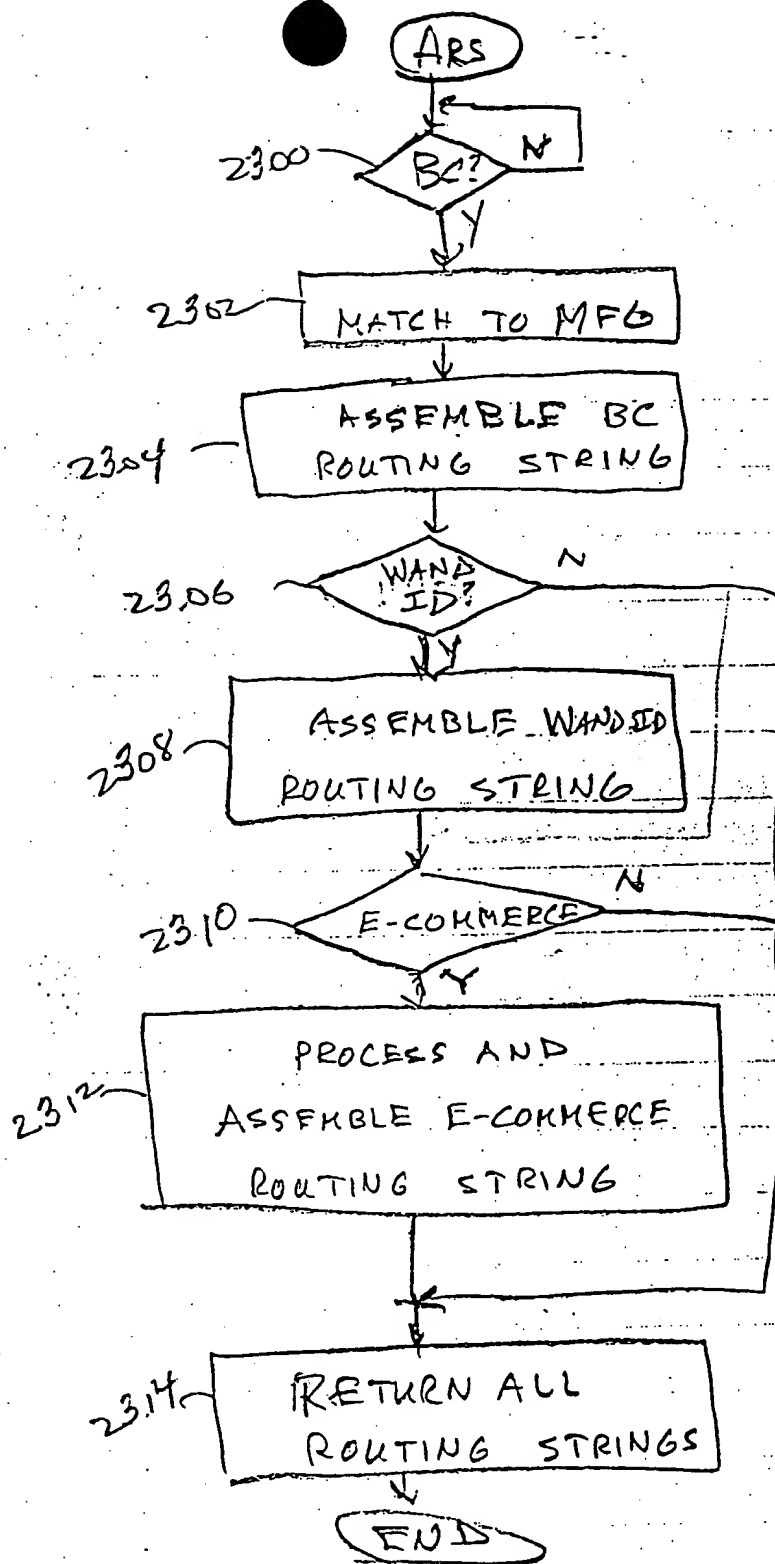 ARS
2300
BC?
N
Y
2302
MATCH TO MFG
2304
ASSEMBLE BC
ROUTING STRING
2306
WAND
ID?
N
Y
2308
ASSEMBLE WAND ID
ROUTING STRING
2310
E-COMMERCE
N
Y
2312
PROCESS AND
ASSEMBLE E-COMMERCE
ROUTING STRING
2314
RETURN ALL
ROUTING STRINGS
END